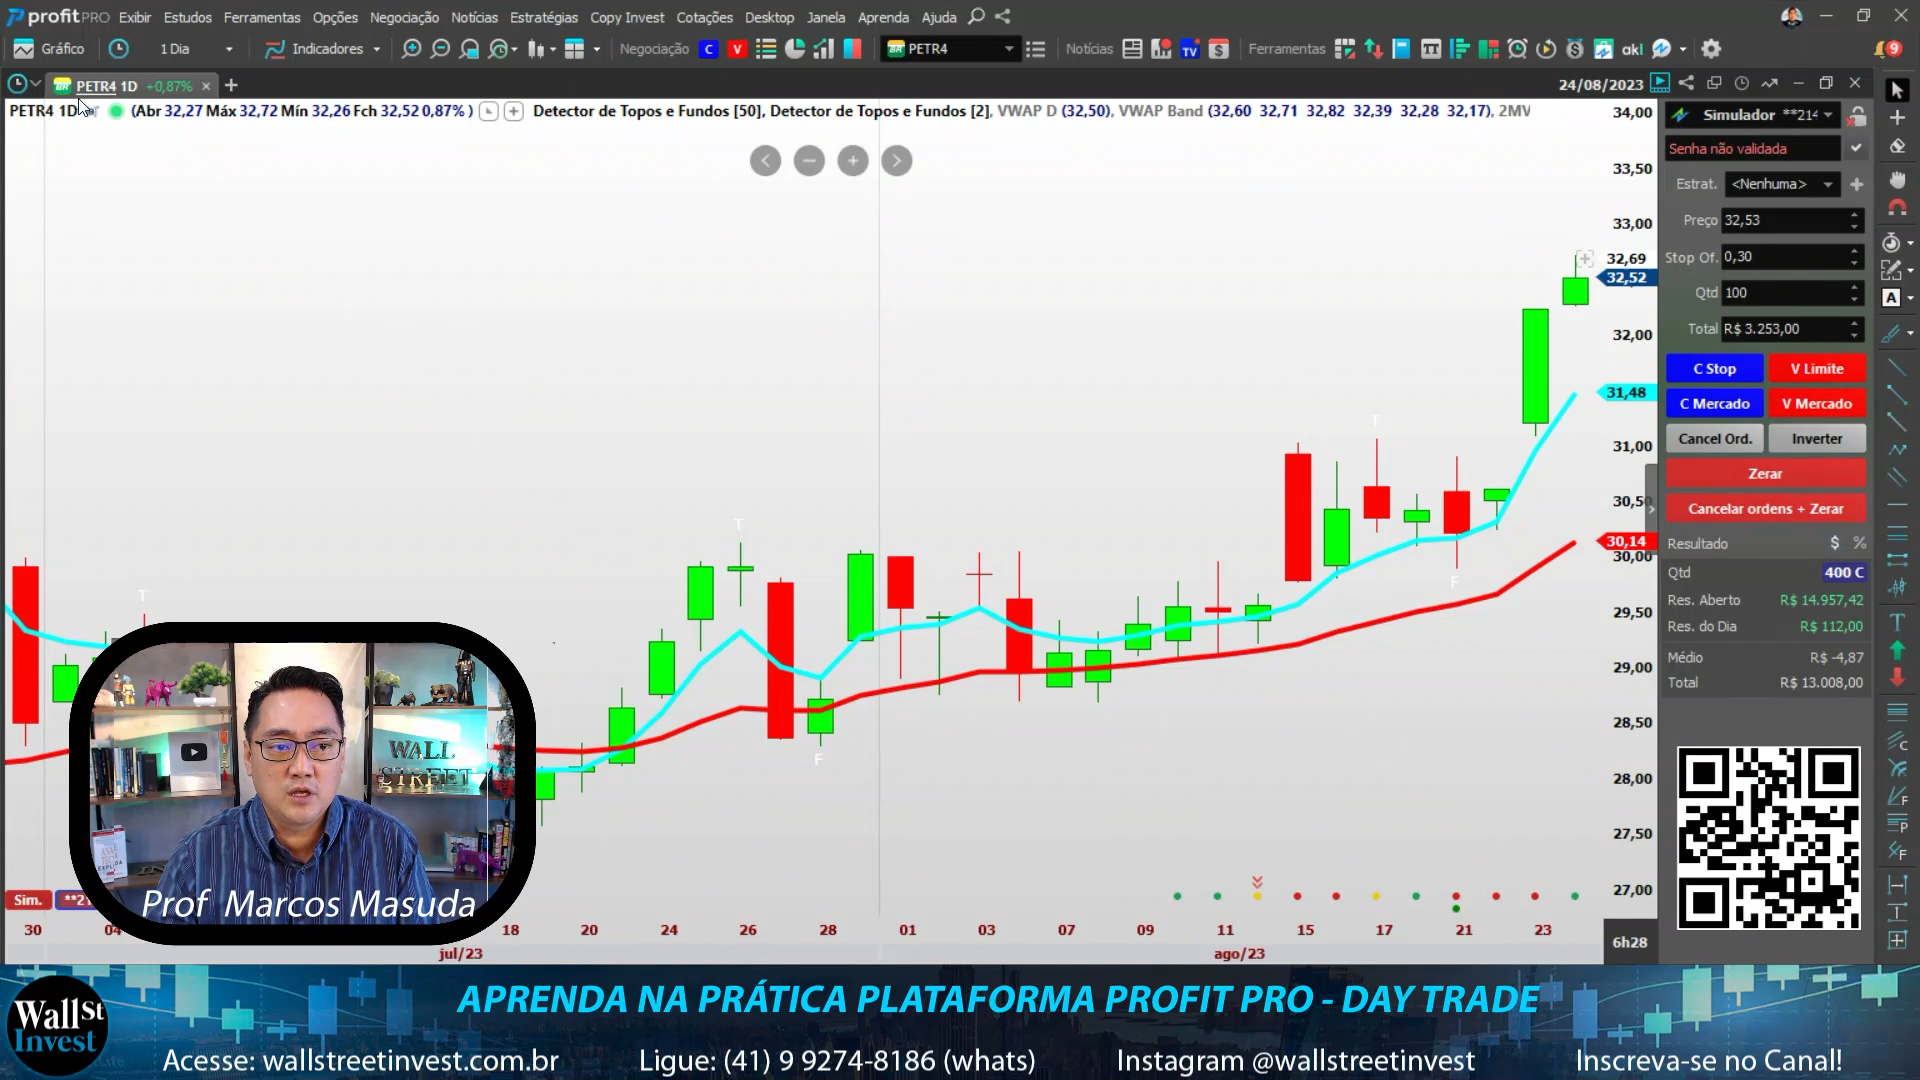 profitPRO Exibir Estudos Ferramentas Opções Negociação Notícias Estratégias Copy Invest Cotações Desktop Janela Aprenda Ajuda
Gráfico 1 Dia Indicadores Negociação C V PETR4 Notícias TV $ Ferramentas TT akl 9
PETR4 1D +0,87% 24/08/2023
PETR4 1D (Abr 32,27 Máx 32,72 Mín 32,26 Fch 32,52 0,87% ) Detector de Topos e Fundos [50], Detector de Topos e Fundos [2], VWAP D (32,50), VWAP Band (32,60 32,71 32,82 32,39 32,28 32,17), 2MV
34,00
33,50
33,00
32,69
32,52
32,00
31,48
31,00
30,50
30,14
30,00
29,50
29,00
28,50
28,00
27,50
27,00
T
T
T
F
F
Simulador **214
Senha não validada
Estrat. <Nenhuma>
Preço 32,53
Stop Of. 0,30
Qtd 100
Total R$ 3.253,00
C Stop V Limite
C Mercado V Mercado
Cancel Ord. Inverter
Zerar
Cancelar ordens + Zerar
Resultado $ %
Qtd 400 C
Res. Aberto R$ 14.957,42
Res. do Dia R$ 112,00
Médio R$ -4,87
Total R$ 13.008,00
A
T
C
F
P
F
WALL
STREET
Prof Marcos Masuda
Sim. **2
30 04 18 20 24 26 28 01 03 07 09 11 15 17 21 23 6h28
jul/23 ago/23
APRENDA NA PRÁTICA PLATAFORMA PROFIT PRO - DAY TRADE
Wall St
Invest
Acesse: wallstreetinvest.com.br Ligue: (41) 9 9274-8186 (whats) Instagram @wallstreetinvest Inscreva-se no Canal!